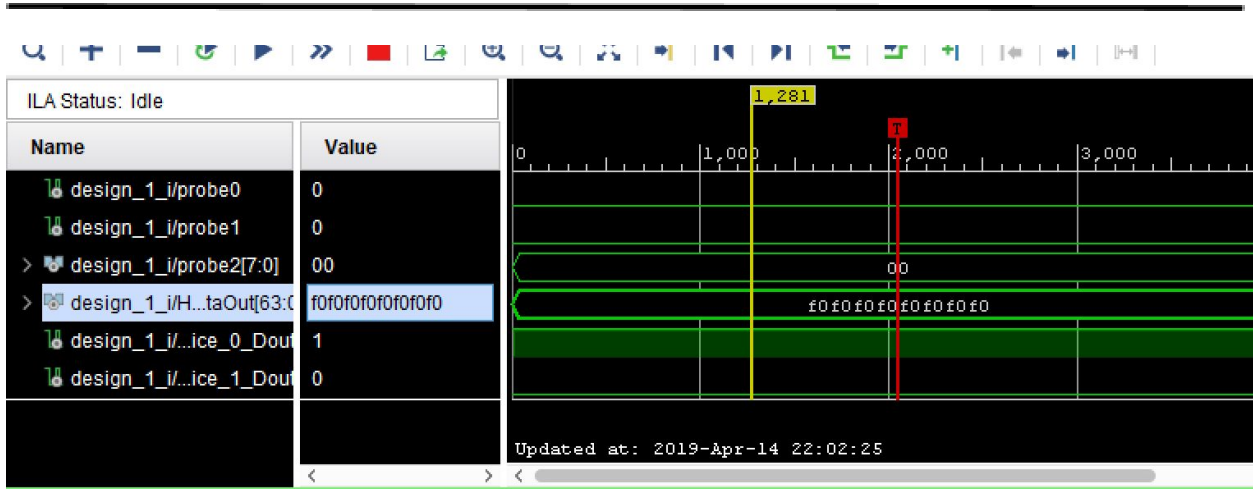 ILA Status: Idle
1,281
Name Value
T
0 1,000 2,000 3,000
design_1_i/probe0 0
design_1_i/probe1 0
design_1_i/probe2[7:0] 00 00
design_1_i/H...taOut[63:0 f0f0f0f0f0f0f0f0 f0f0f0f0f0f0f0f0
design_1_i/...ice_0_Dout 1
design_1_i/...ice_1_Dout 0
Updated at: 2019-Apr-14 22:02:25